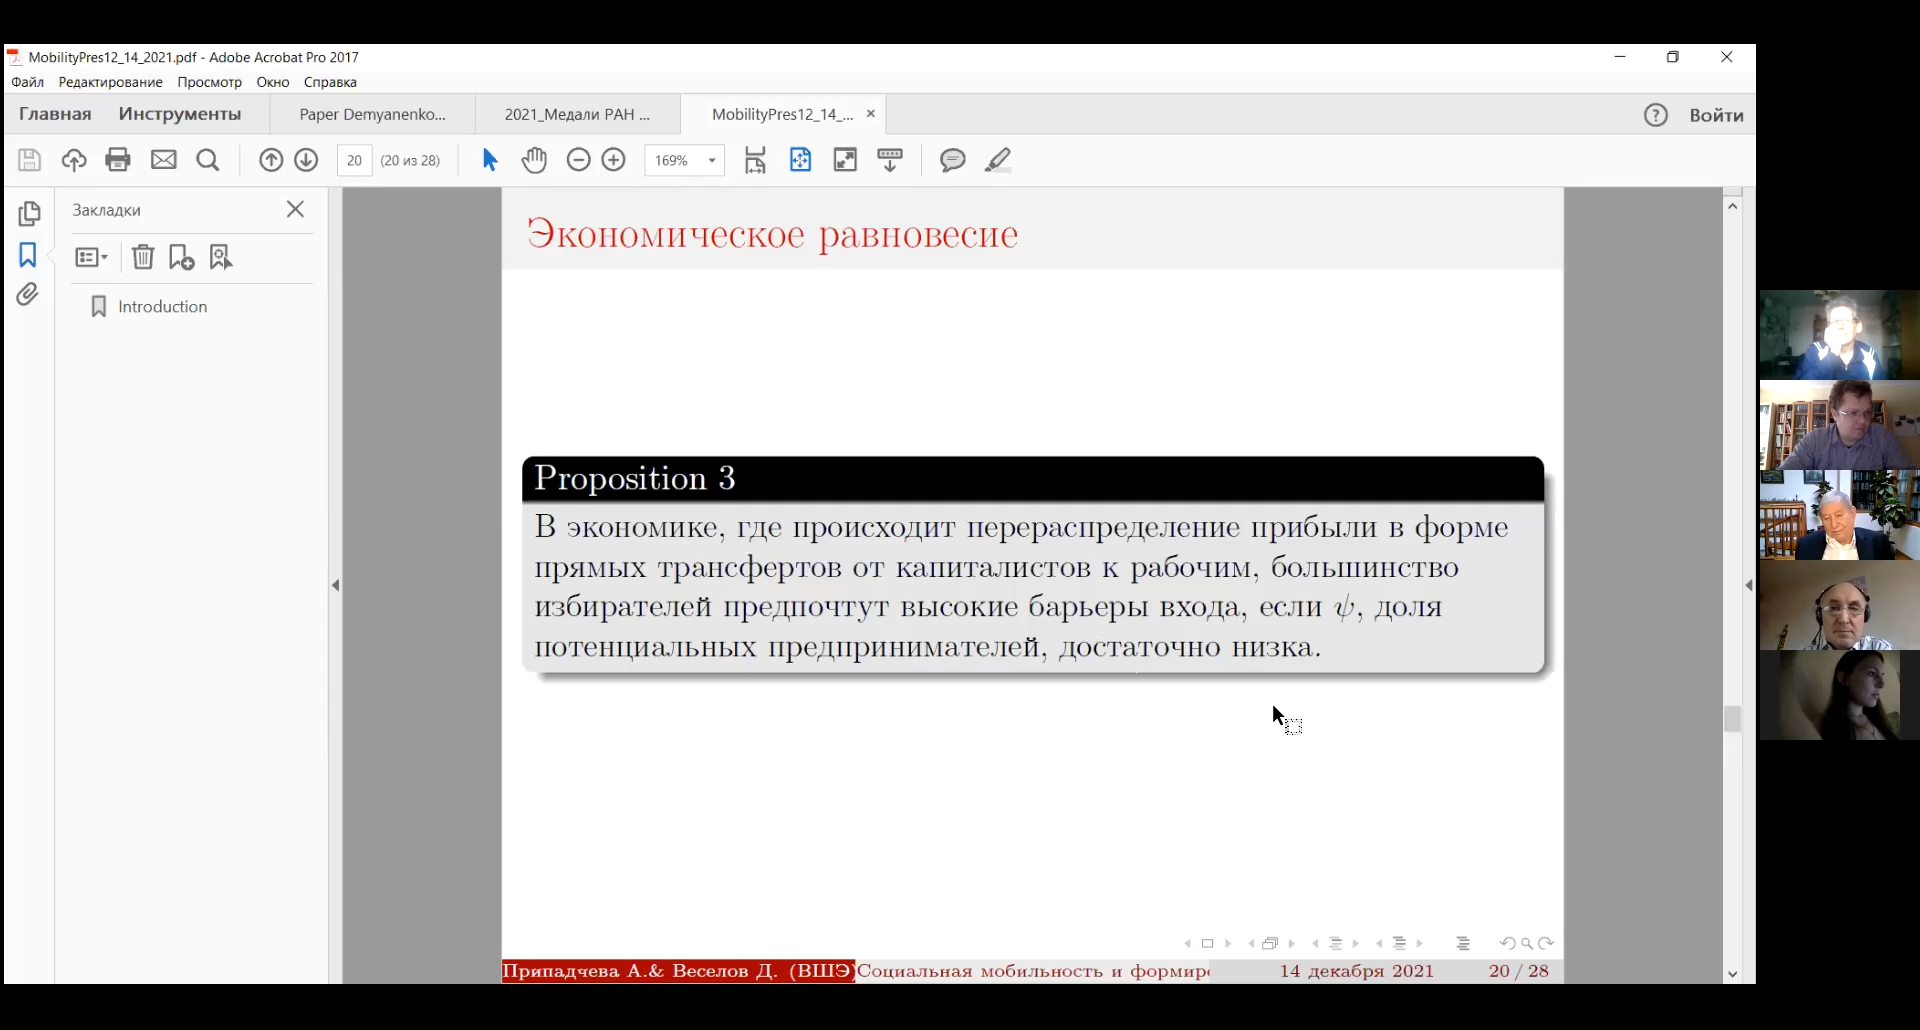 MobilityPres12_14_2021.pdf - Adobe Acrobat Pro 2017
Файл Редактирование Просмотр Окно Справка
Главная Инструменты Paper Demyanenko... 2021_Медали РАН ... MobilityPres12_14_... Войти
20 (20 из 28) 169%
Закладки
Introduction
Экономическое равновесие
Proposition 3
В экономике, где происходит перераспределение прибыли в форме
прямых трансфертов от капиталистов к рабочим, большинство
избирателей предпочтут высокие барьеры входа, если ψ, доля
потенциальных предпринимателей, достаточно низка.
Припадчева А.& Веселов Д. (ВШЭ) Социальная мобильность и формиро 14 декабря 2021 20 / 28